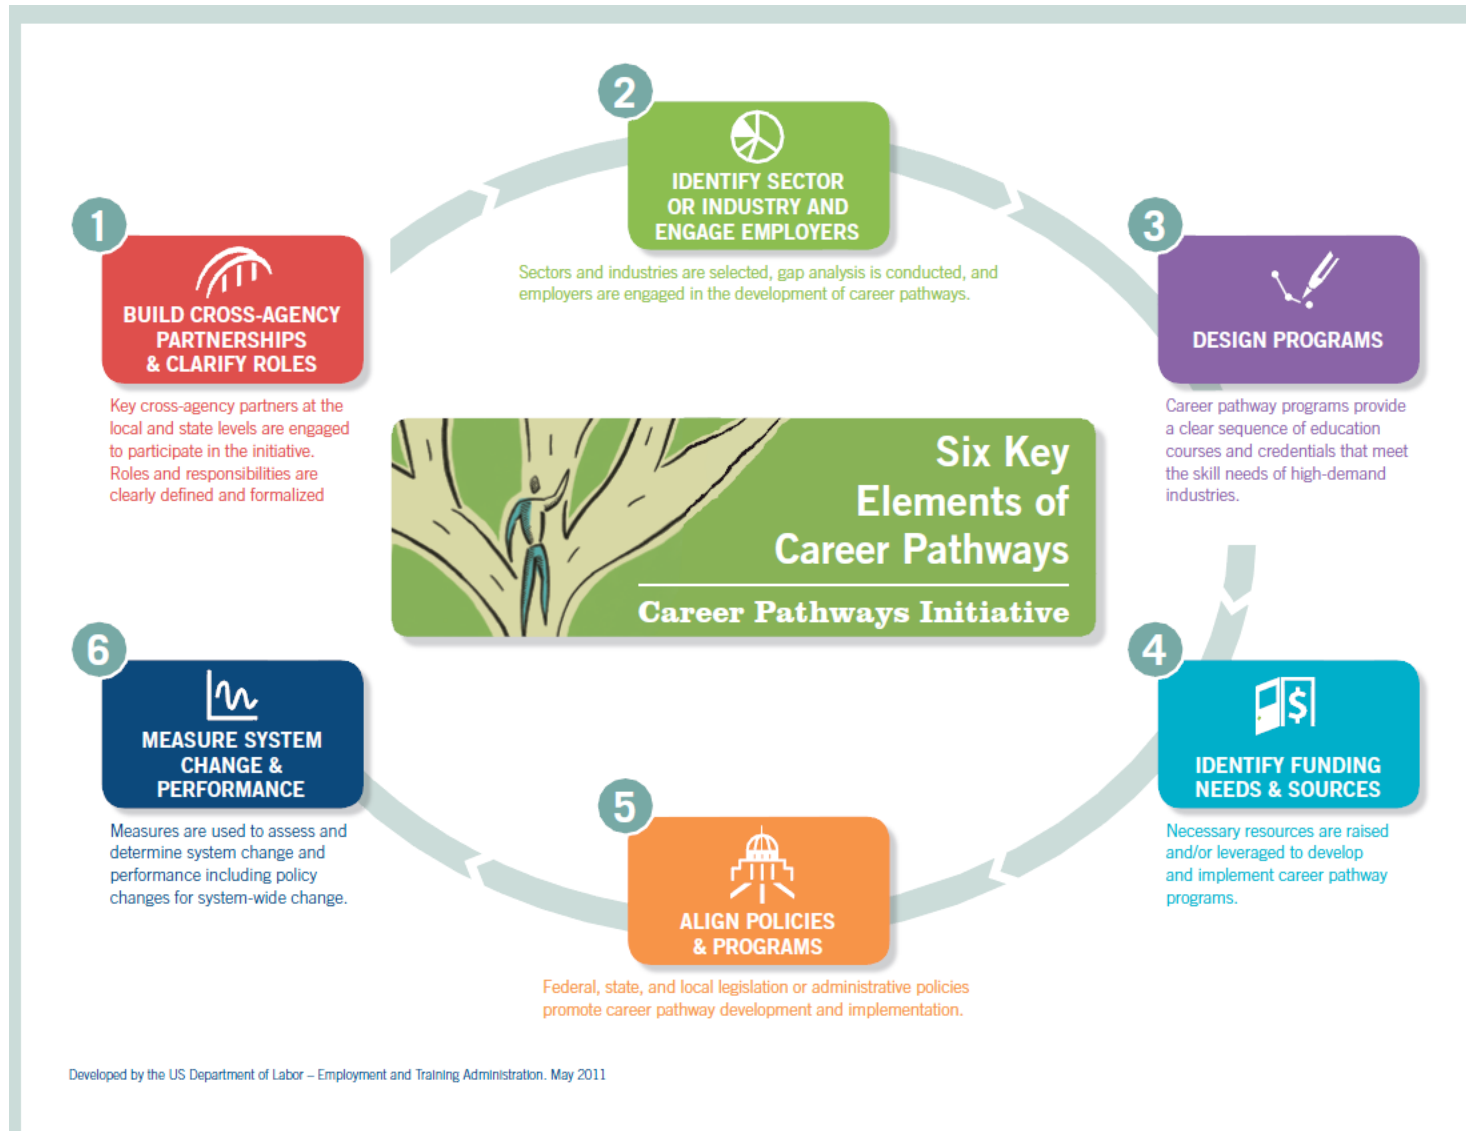 1
BUILD CROSS-AGENCY
PARTNERSHIPS
& CLARIFY ROLES
Key cross-agency partners at the
local and state levels are engaged
to participate in the initiative.
Roles and responsibilities are
clearly defined and formalized
2
IDENTIFY SECTOR
OR INDUSTRY AND
ENGAGE EMPLOYERS
Sectors and industries are selected, gap analysis is conducted, and
employers are engaged in the development of career pathways.
3
DESIGN PROGRAMS
Career pathway programs provide
a clear sequence of education
courses and credentials that meet
the skill needs of high-demand
industries.
Six Key
Elements of
Career Pathways
Career Pathways Initiative
4
$
IDENTIFY FUNDING
NEEDS & SOURCES
Necessary resources are raised
and/or leveraged to develop
and implement career pathway
programs.
5
ALIGN POLICIES
& PROGRAMS
Federal, state, and local legislation or administrative policies
promote career pathway development and implementation.
6
MEASURE SYSTEM
CHANGE &
PERFORMANCE
Measures are used to assess and
determine system change and
performance including policy
changes for system-wide change.
Developed by the US Department of Labor – Employment and Training Administration. May 2011